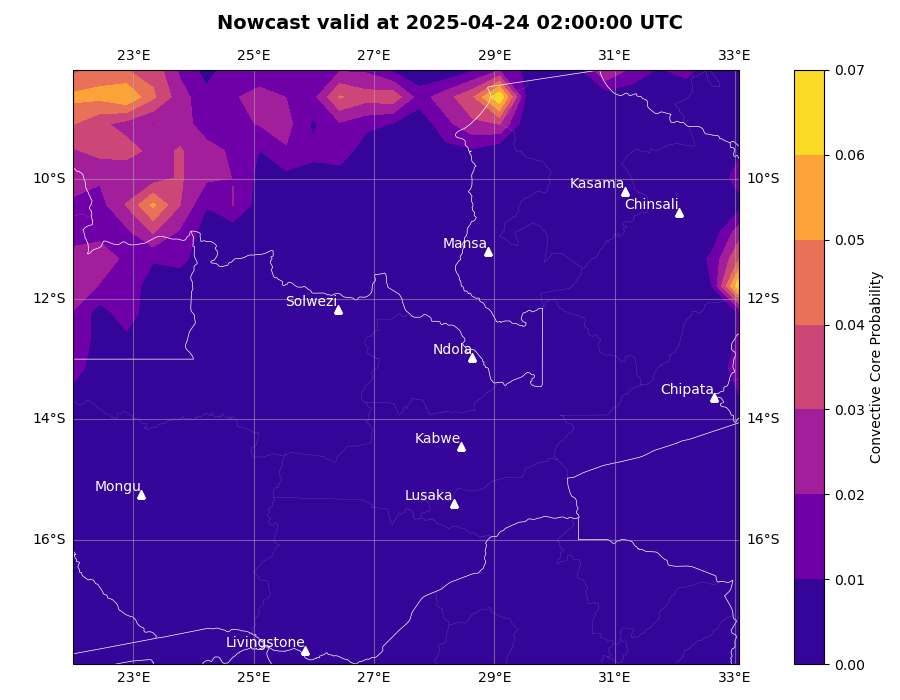 Nowcast valid at 2025-04-24 02:00:00 UTC
23°E 25°E 27°E 29°E 31°E 33°E
0.07
0.06
10°S Kasama 10°S
Chinsali
0.05
Mansa
12°S Solwezi 12°S
0.04
Ndola
Chipata
0.03
14°S 14°S
Kabwe
Mongu
Lusaka
0.02
16°S 16°S
0.01
Livingstone
0.00
23°E 25°E 27°E 29°E 31°E 33°E
Convective Core Probability